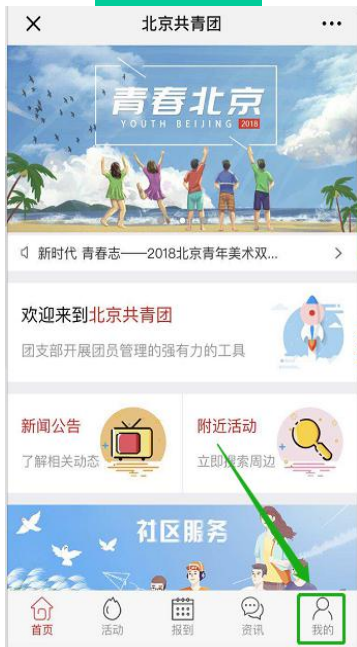 北京共青团
青春北京
YOUTH BEIJING 2018
新时代 青春志——2018北京青年美术双...
欢迎来到北京共青团
团支部开展团员管理的强有力的工具
新闻公告
了解相关动态
附近活动
立即搜索周边
社区服务
首页
活动
报到
资讯
我的